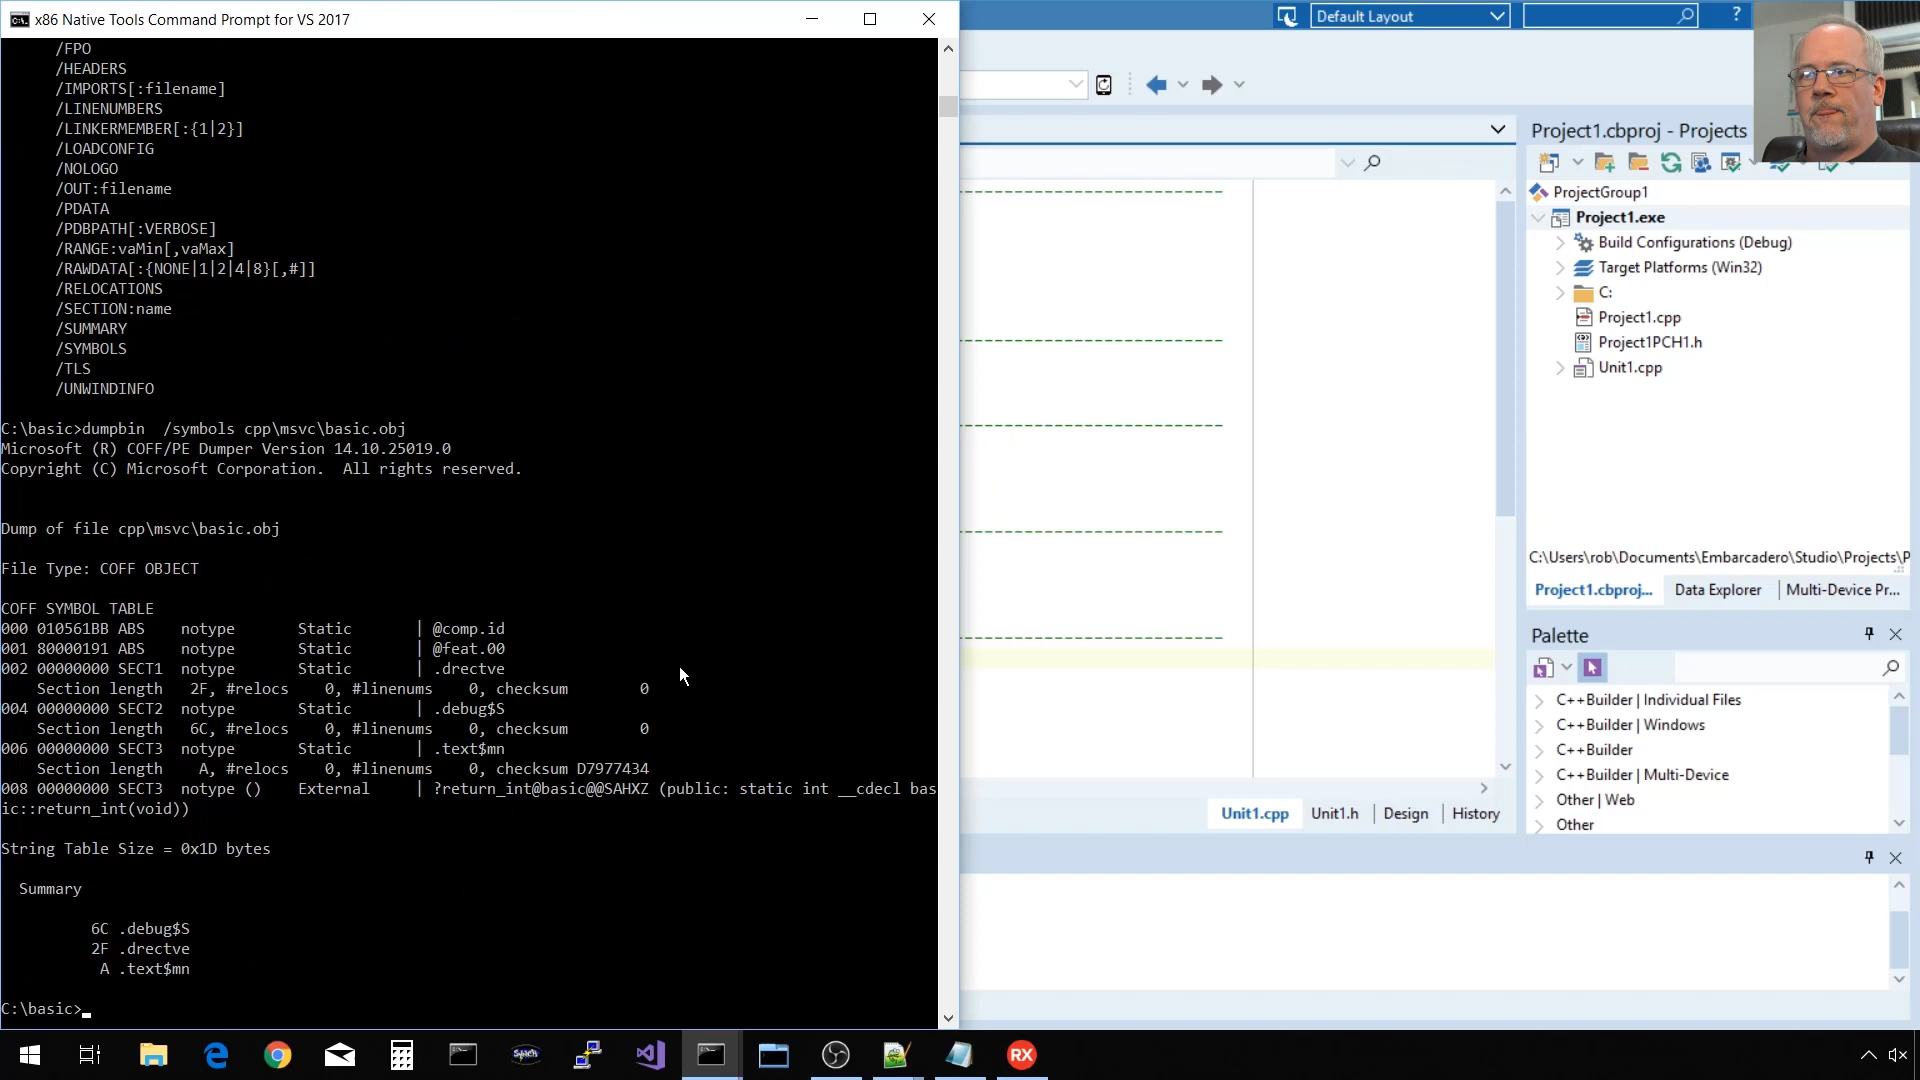 x86 Native Tools Command Prompt for VS 2017
/FPO
/HEADERS
/IMPORTS[:filename]
/LINENUMBERS
/LINKERMEMBER[:{1|2}]
/LOADCONFIG
/NOLOGO
/OUT:filename
/PDATA
/PDBPATH[:VERBOSE]
/RANGE:vaMin[,vaMax]
/RAWDATA[:{NONE|1|2|4|8}[,#]]
/RELOCATIONS
/SECTION:name
/SUMMARY
/SYMBOLS
/TLS
/UNWINDINFO
C:\basic>dumpbin  /symbols cpp\msvc\basic.obj
Microsoft (R) COFF/PE Dumper Version 14.10.25019.0
Copyright (C) Microsoft Corporation.  All rights reserved.
Dump of file cpp\msvc\basic.obj
File Type: COFF OBJECT
COFF SYMBOL TABLE
000 010561BB ABS    notype       Static       | @comp.id
001 80000191 ABS    notype       Static       | @feat.00
002 00000000 SECT1  notype       Static       | .drectve
    Section length   2F, #relocs    0, #linenums    0, checksum        0
004 00000000 SECT2  notype       Static       | .debug$S
    Section length   6C, #relocs    0, #linenums    0, checksum        0
006 00000000 SECT3  notype       Static       | .text$mn
    Section length    A, #relocs    0, #linenums    0, checksum D7977434
008 00000000 SECT3  notype ()    External     | ?return_int@basic@@SAHXZ (public: static int __cdecl bas
ic::return_int(void))
String Table Size = 0x1D bytes
  Summary
          6C .debug$S
          2F .drectve
           A .text$mn
C:\basic>
Default Layout
?
Project1.cbproj - Projects
ProjectGroup1
Project1.exe
Build Configurations (Debug)
Target Platforms (Win32)
C:
Project1.cpp
Project1PCH1.h
Unit1.cpp
C:\Users\rob\Documents\Embarcadero\Studio\Projects\P
Project1.cbproj... Data Explorer Multi-Device Pr...
Palette
C++Builder | Individual Files
C++Builder | Windows
C++Builder
C++Builder | Multi-Device
Other | Web
Other
Unit1.cpp Unit1.h Design History
RX